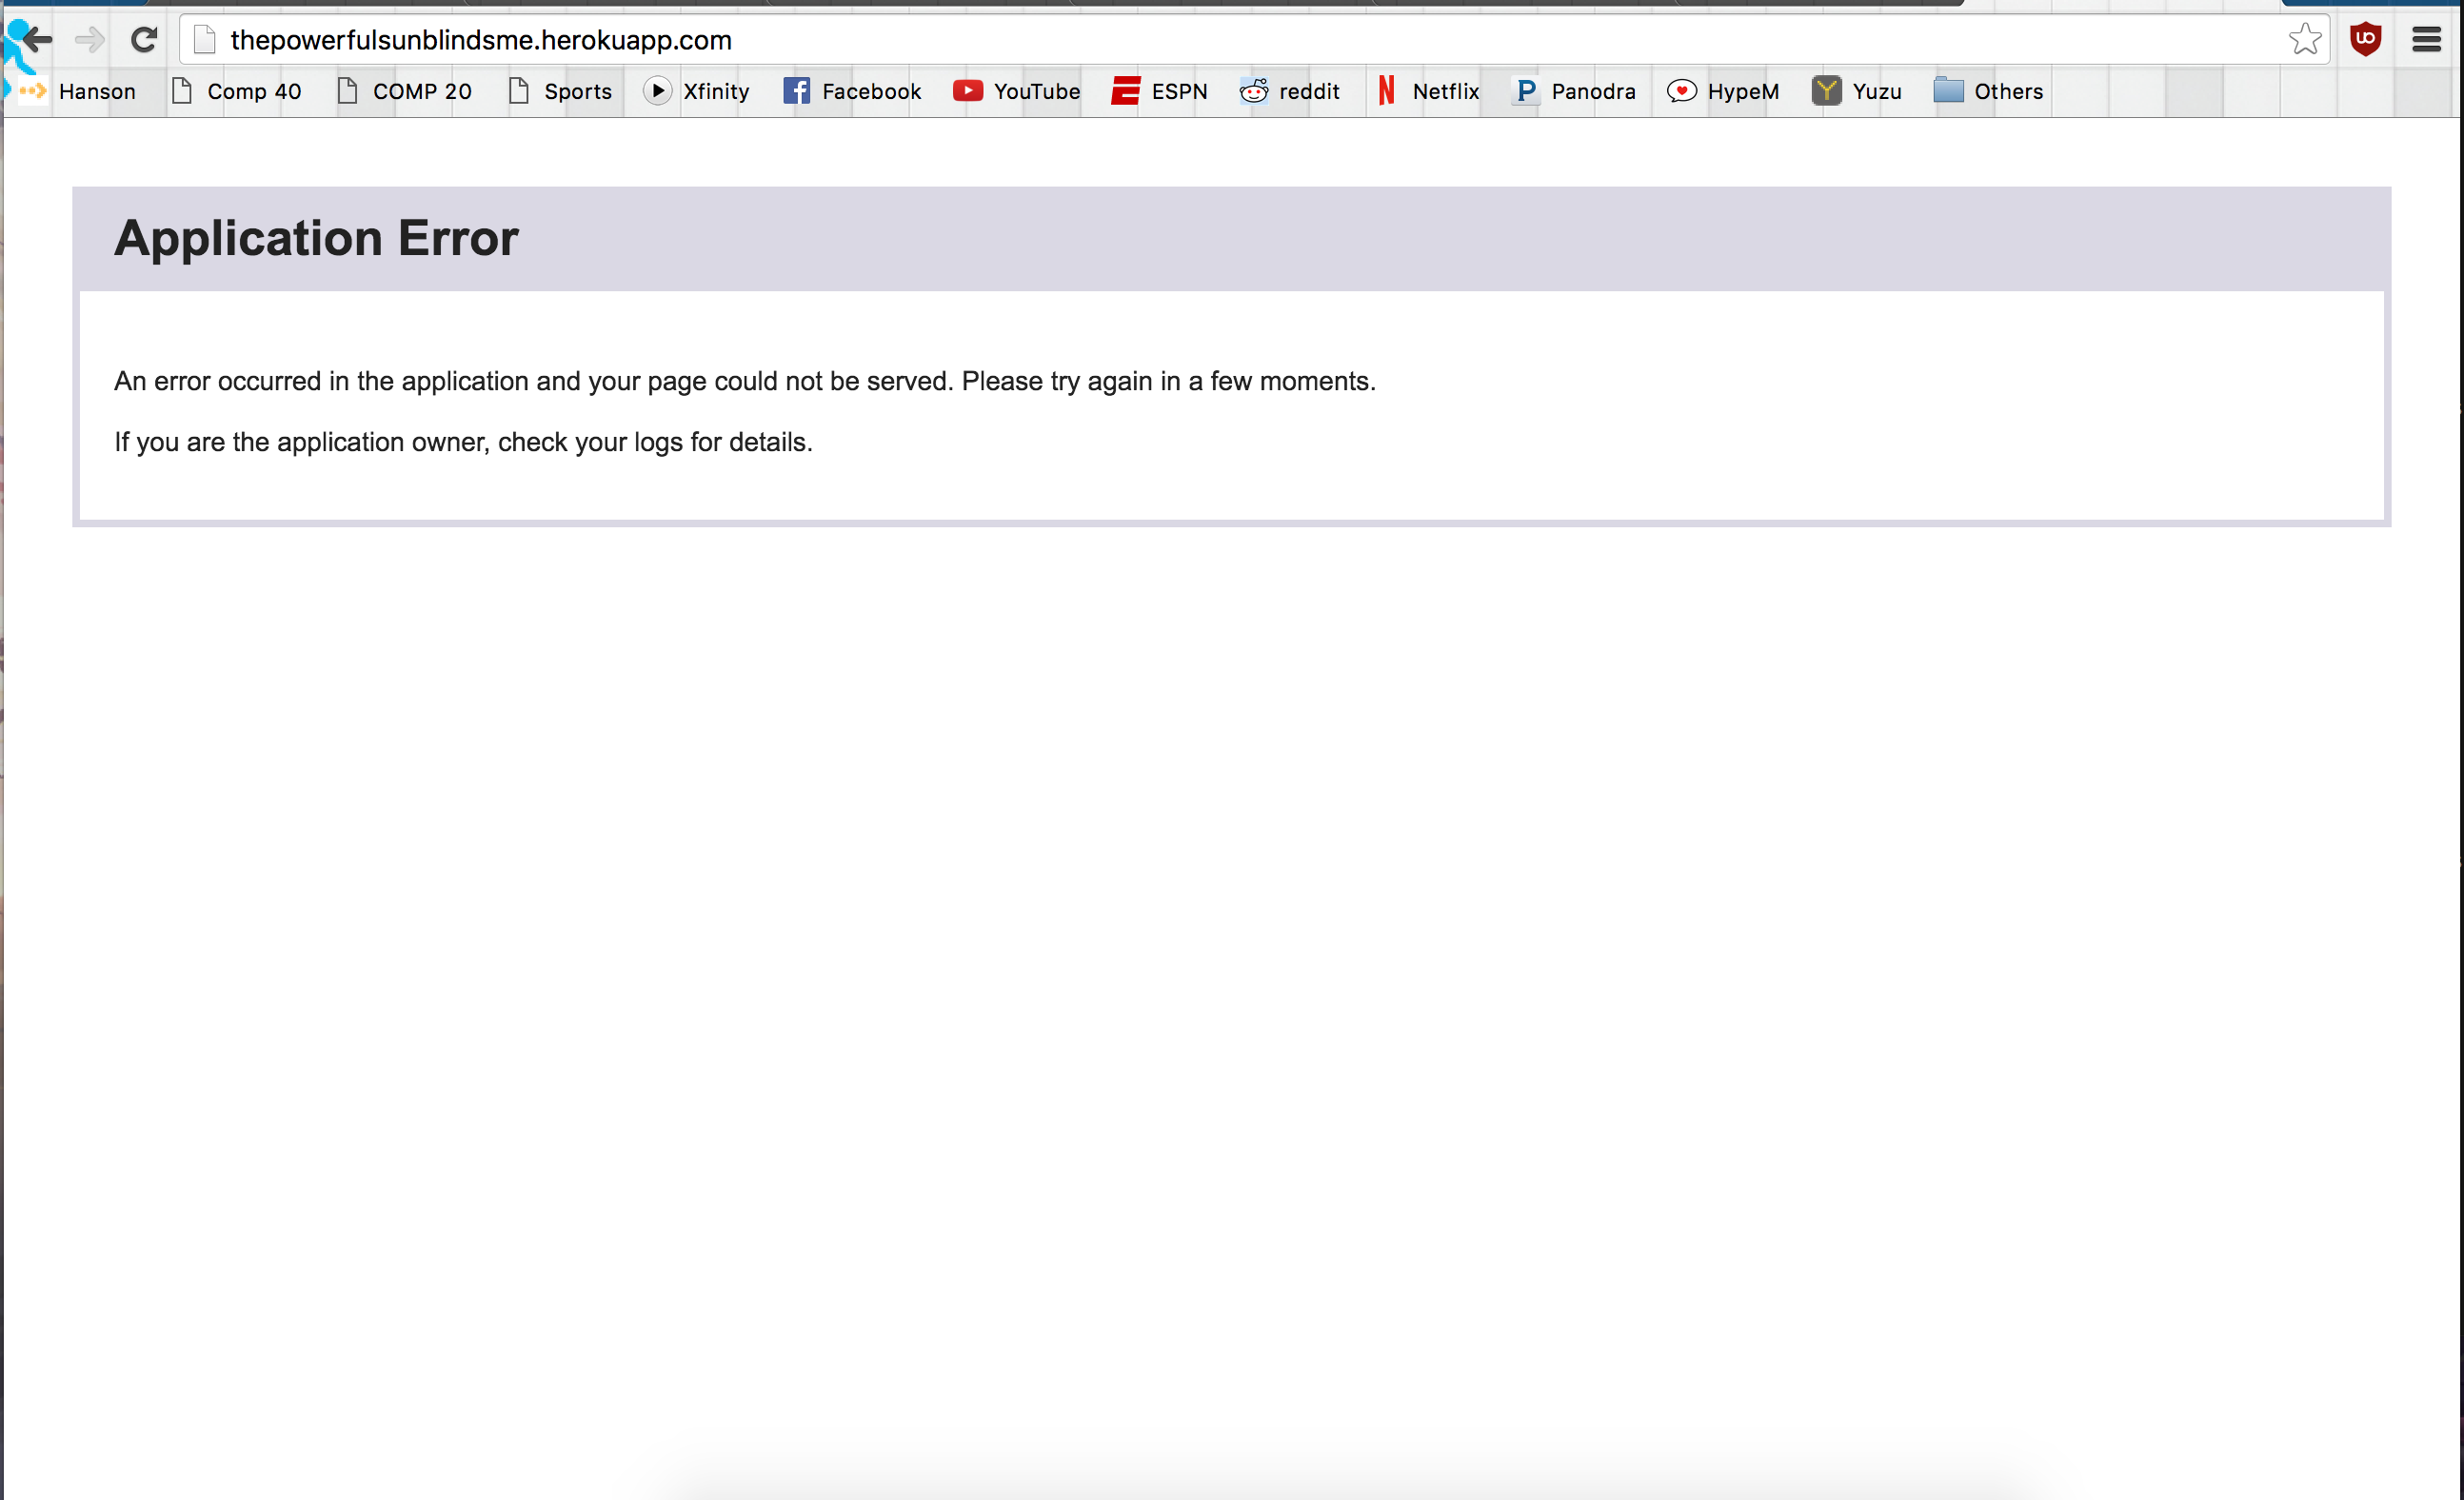 thepowerfulsunblindsme.herokuapp.com
Hanson Comp 40 COMP 20 Sports Xfinity Facebook YouTube ESPN reddit Netflix Panodra HypeM Yuzu Others
Application Error
An error occurred in the application and your page could not be served. Please try again in a few moments.
If you are the application owner, check your logs for details.